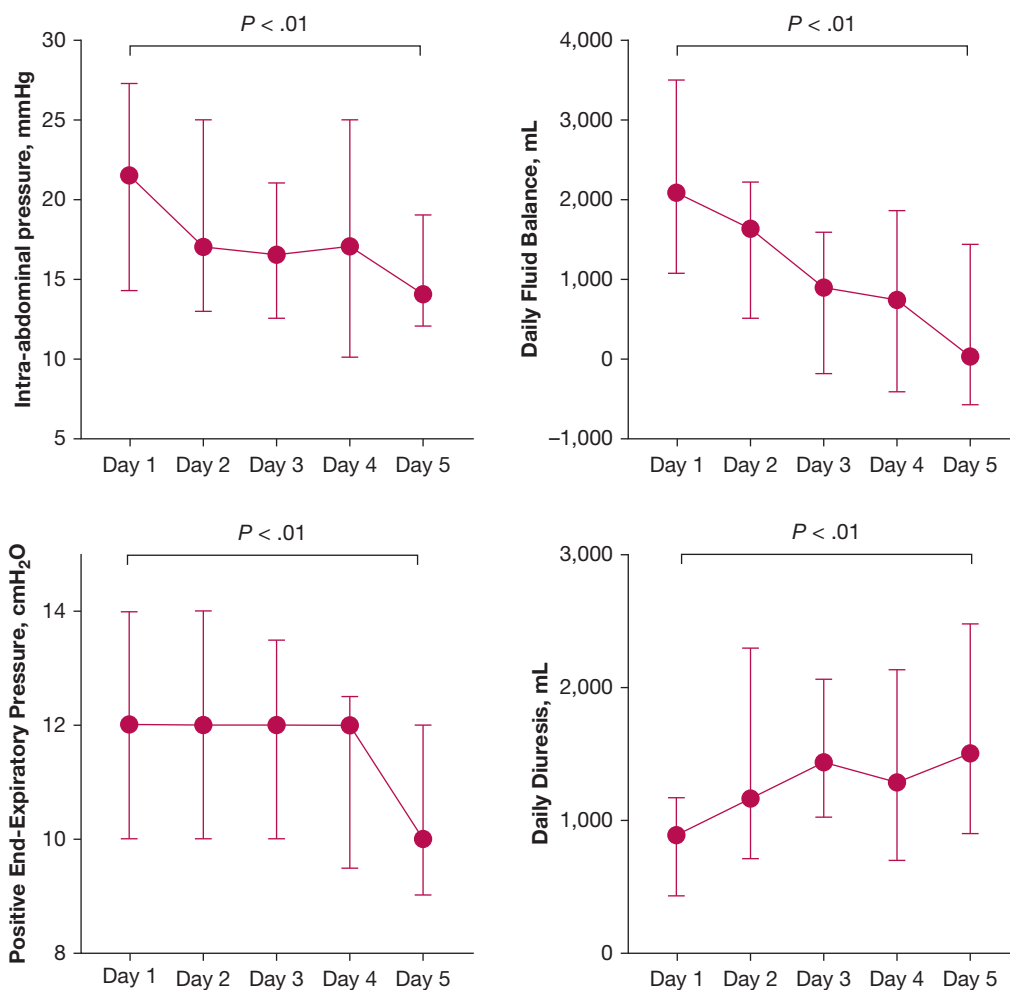 P < .01
Intra-abdominal pressure, mmHg
30
25
20
15
10
5
Day 1 Day 2 Day 3 Day 4 Day 5
P < .01
Daily Fluid Balance, mL
4,000
3,000
2,000
1,000
0
–1,000
Day 1 Day 2 Day 3 Day 4 Day 5
P < .01
Positive End-Expiratory Pressure, cmH₂O
14
12
10
8
Day 1 Day 2 Day 3 Day 4 Day 5
P < .01
Daily Diuresis, mL
3,000
2,000
1,000
0
Day 1 Day 2 Day 3 Day 4 Day 5